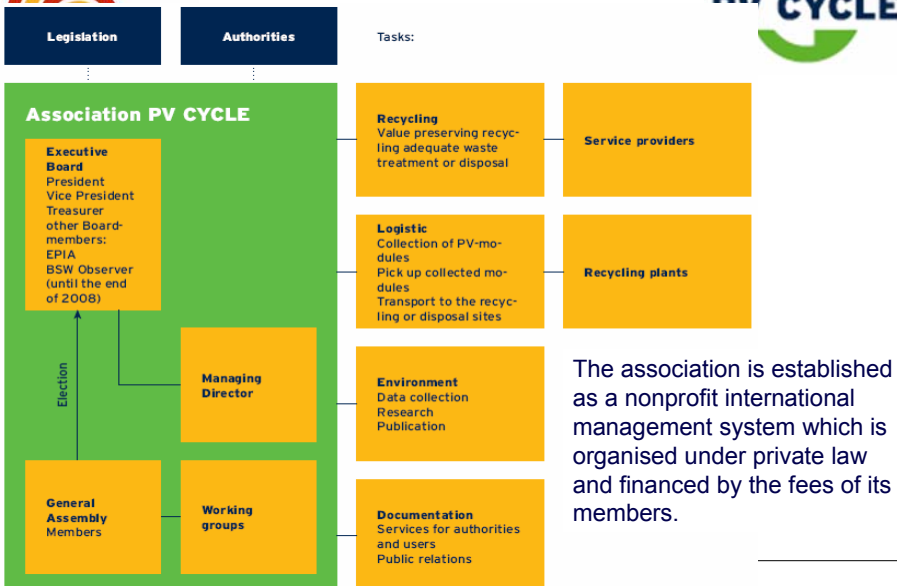 CYCLE
Legislation
Authorities
Tasks:
Association PV CYCLE
Executive
Board
President
Vice President
Treasurer
other Board-
members:
EPIA
BSW Observer
(until the end
of 2008)
Election
Managing
Director
General
Assembly
Members
Working
groups
Recycling
Value preserving recyc-
ling adequate waste
treatment or disposal
Service providers
Logistic
Collection of PV-mo-
dules
Pick up collected mo-
dules
Transport to the recyc-
ling or disposal sites
Recycling plants
Environment
Data collection
Research
Publication
Documentation
Services for authorities
and users
Public relations
The association is established
as a nonprofit international
management system which is
organised under private law
and financed by the fees of its
members.